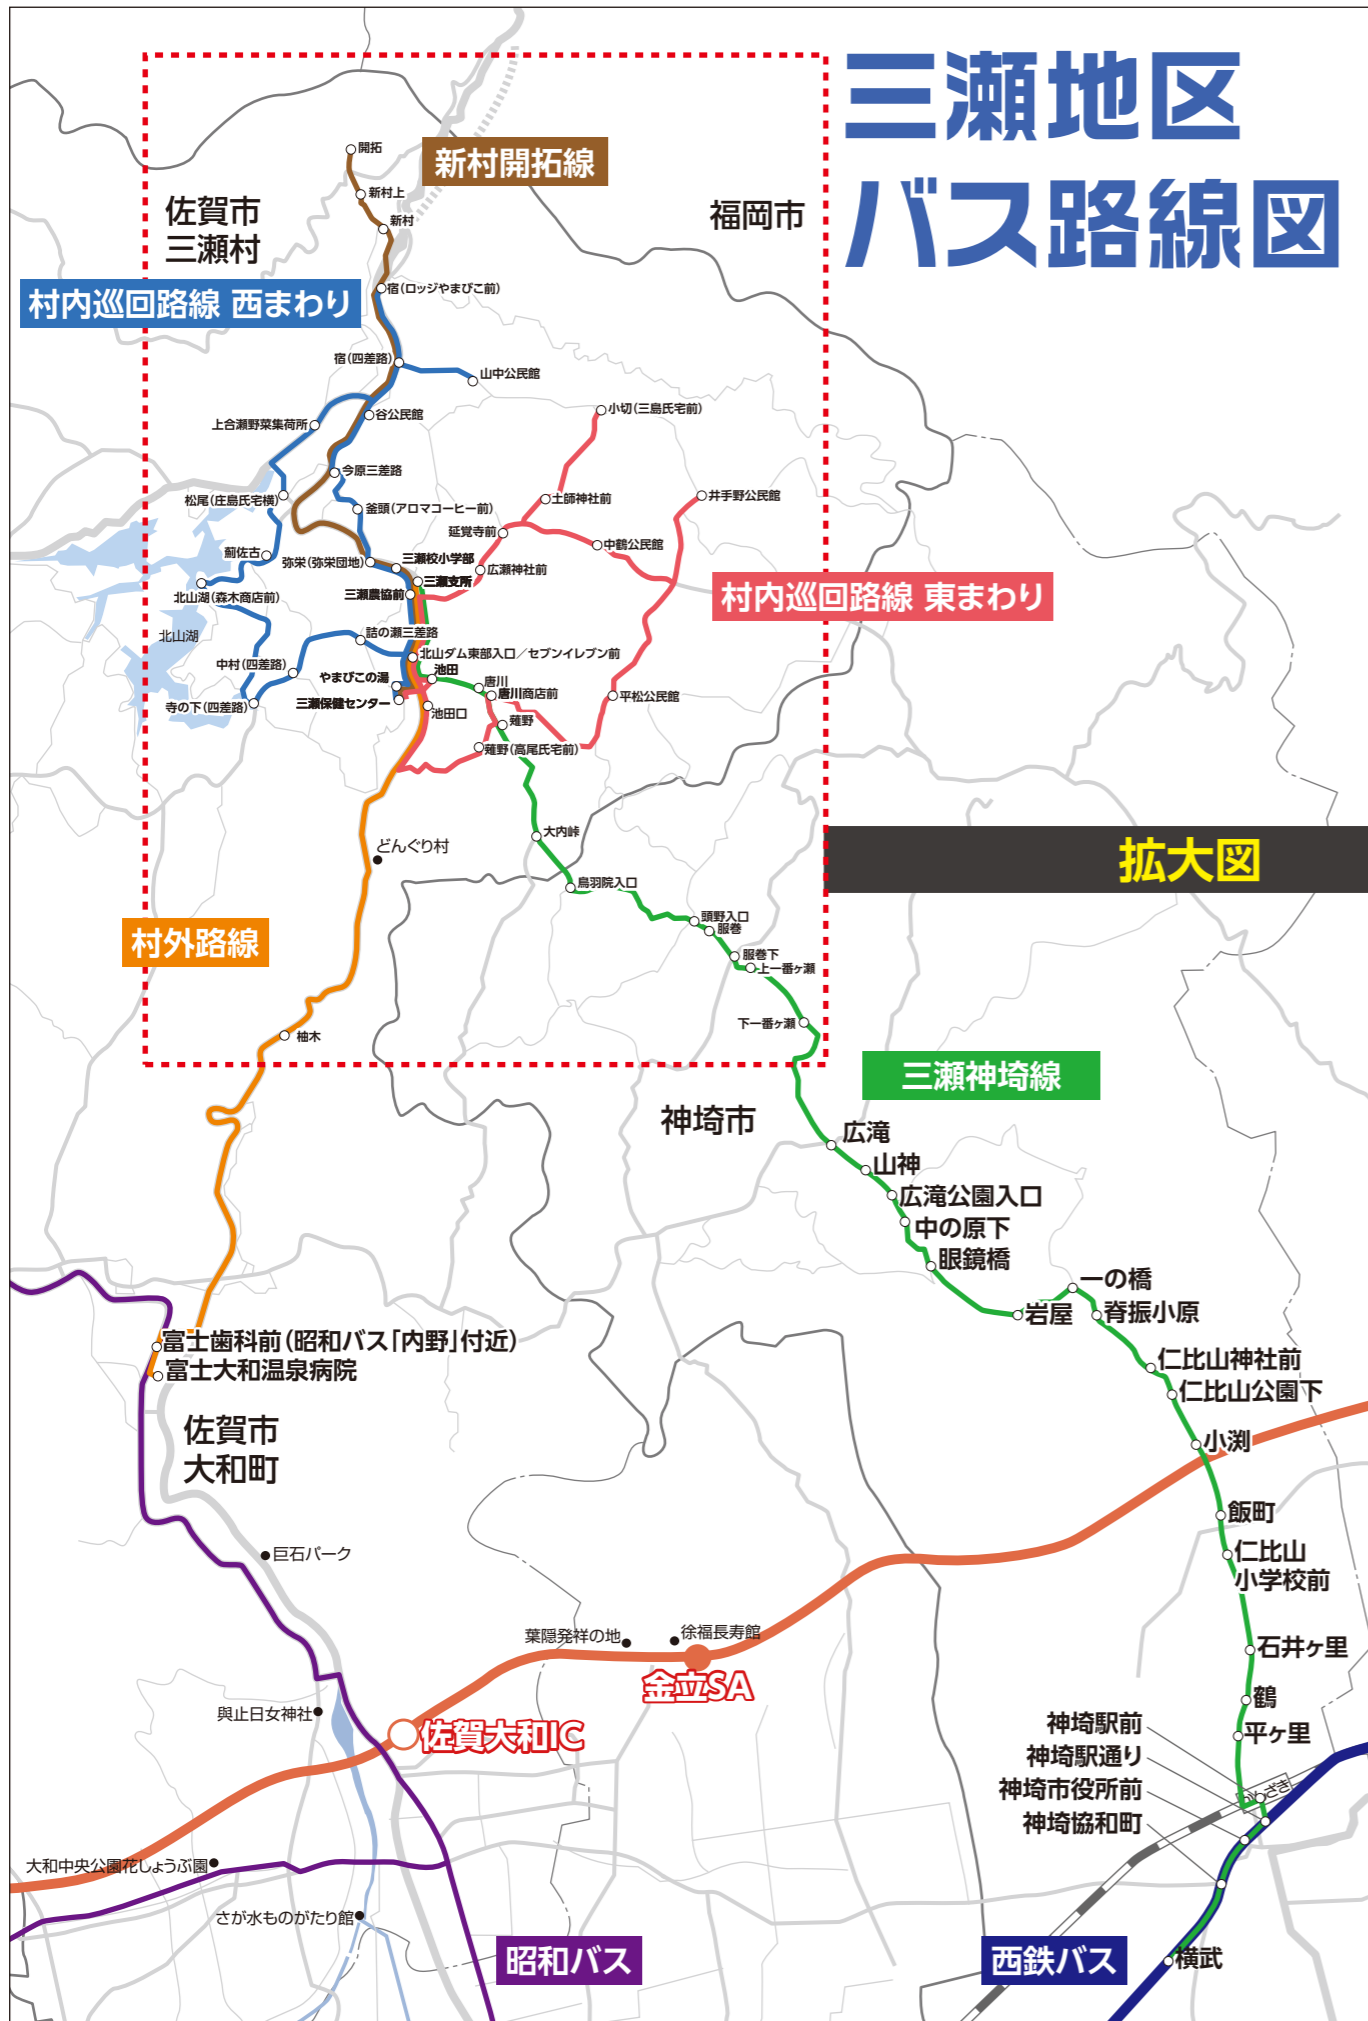 三瀬地区
バス路線図
開拓
新村開拓線
新村上
佐賀市
三瀬村
新村
福岡市
村内巡回路線 西まわり
宿(ロッジやまびこ前)
宿(四差路)
山中公民館
谷公民館
小切(三島氏宅前)
上合瀬野菜集荷所
今原三差路
松尾(庄島氏宅横)
土師神社前
井手野公民館
釜頭(アロマコーヒー前)
延覚寺前
中鶴公民館
薊佐古
弥栄(弥栄団地)
三瀬校小学部
広瀬神社前
三瀬支所
北山湖(森木商店前)
三瀬農協前
村内巡回路線 東まわり
北山湖
詰の瀬三差路
北山ダム東部入口/セブンイレブン前
中村(四差路)
池田
やまびこの湯
唐川
唐川商店前
平松公民館
寺の下(四差路)
三瀬保健センター
池田口
薙野
薙野(高尾氏宅前)
大内峠
どんぐり村
拡大図
鳥羽院入口
頭野入口
服巻
村外路線
服巻下
上一番ヶ瀬
下一番ヶ瀬
柚木
三瀬神埼線
神埼市
広滝
山神
広滝公園入口
中の原下
眼鏡橋
一の橋
岩屋
脊振小原
富士歯科前(昭和バス「内野」付近)
富士大和温泉病院
仁比山神社前
仁比山公園下
佐賀市
大和町
小渕
飯町
巨石パーク
仁比山
小学校前
葉隠発祥の地
徐福長寿館
石井ヶ里
金立SA
鶴
與止日女神社
佐賀大和IC
神埼駅前
平ヶ里
神埼駅通り
神埼市役所前
神埼協和町
大和中央公園花しょうぶ園
さが水ものがたり館
昭和バス
西鉄バス
横武